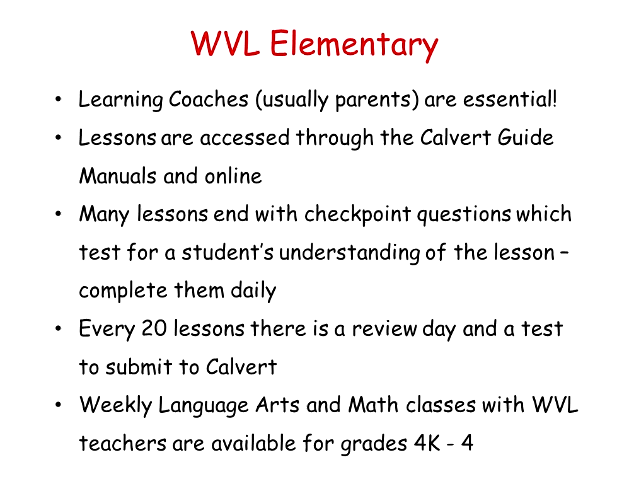 WVL Elementary
• Learning Coaches (usually parents) are essential!
• Lessons are accessed through the Calvert Guide
Manuals and online
• Many lessons end with checkpoint questions which
test for a student's understanding of the lesson –
complete them daily
• Every 20 lessons there is a review day and a test
to submit to Calvert
• Weekly Language Arts and Math classes with WVL
teachers are available for grades 4K - 4